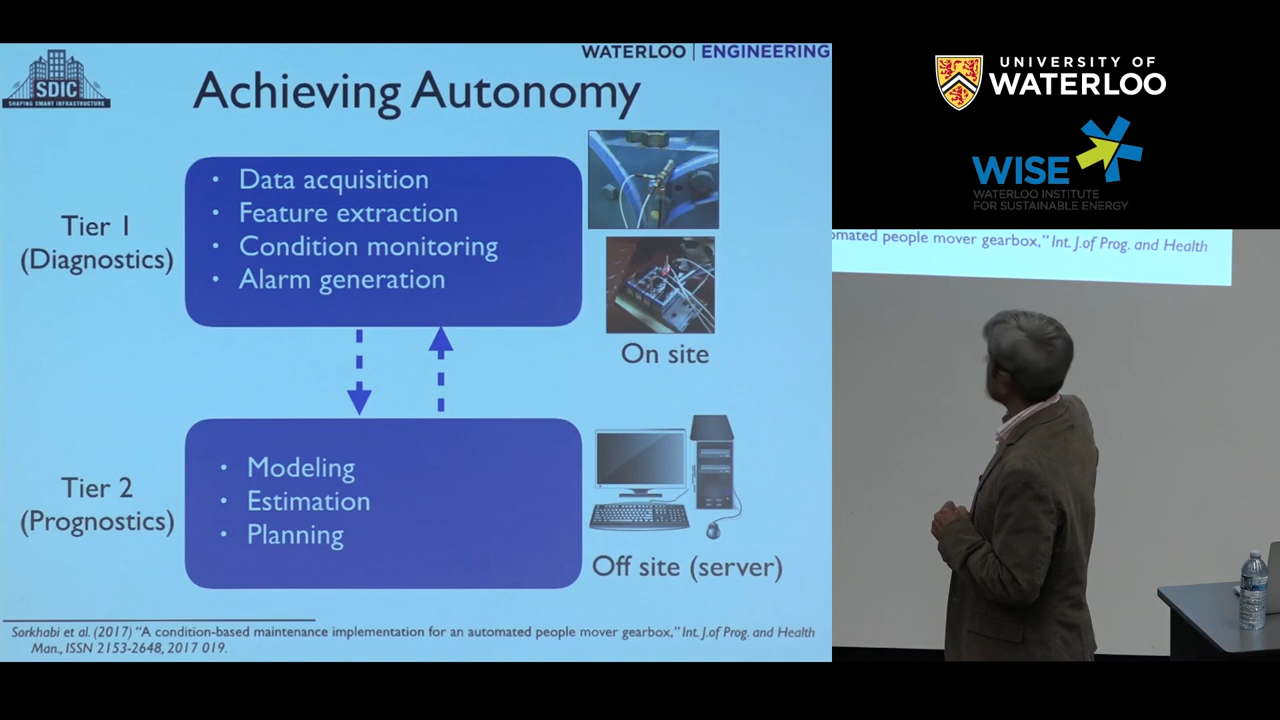 SDIC
SHAPING SMART INFRASTRUCTURE
WATERLOO | ENGINEERING
Achieving Autonomy
Tier 1
(Diagnostics)
• Data acquisition
• Feature extraction
• Condition monitoring
• Alarm generation
On site
Tier 2
(Prognostics)
• Modeling
• Estimation
• Planning
Off site (server)
Sorkhabi et al. (2017) “A condition-based maintenance implementation for an automated people mover gearbox,” Int. J. of Prog. and Health
Man., ISSN 2153-2648, 2017 019.
UNIVERSITY OF
WATERLOO
WISE
WATERLOO INSTITUTE
FOR SUSTAINABLE ENERGY
omated people mover gearbox,” Int. J. of Prog. and Health